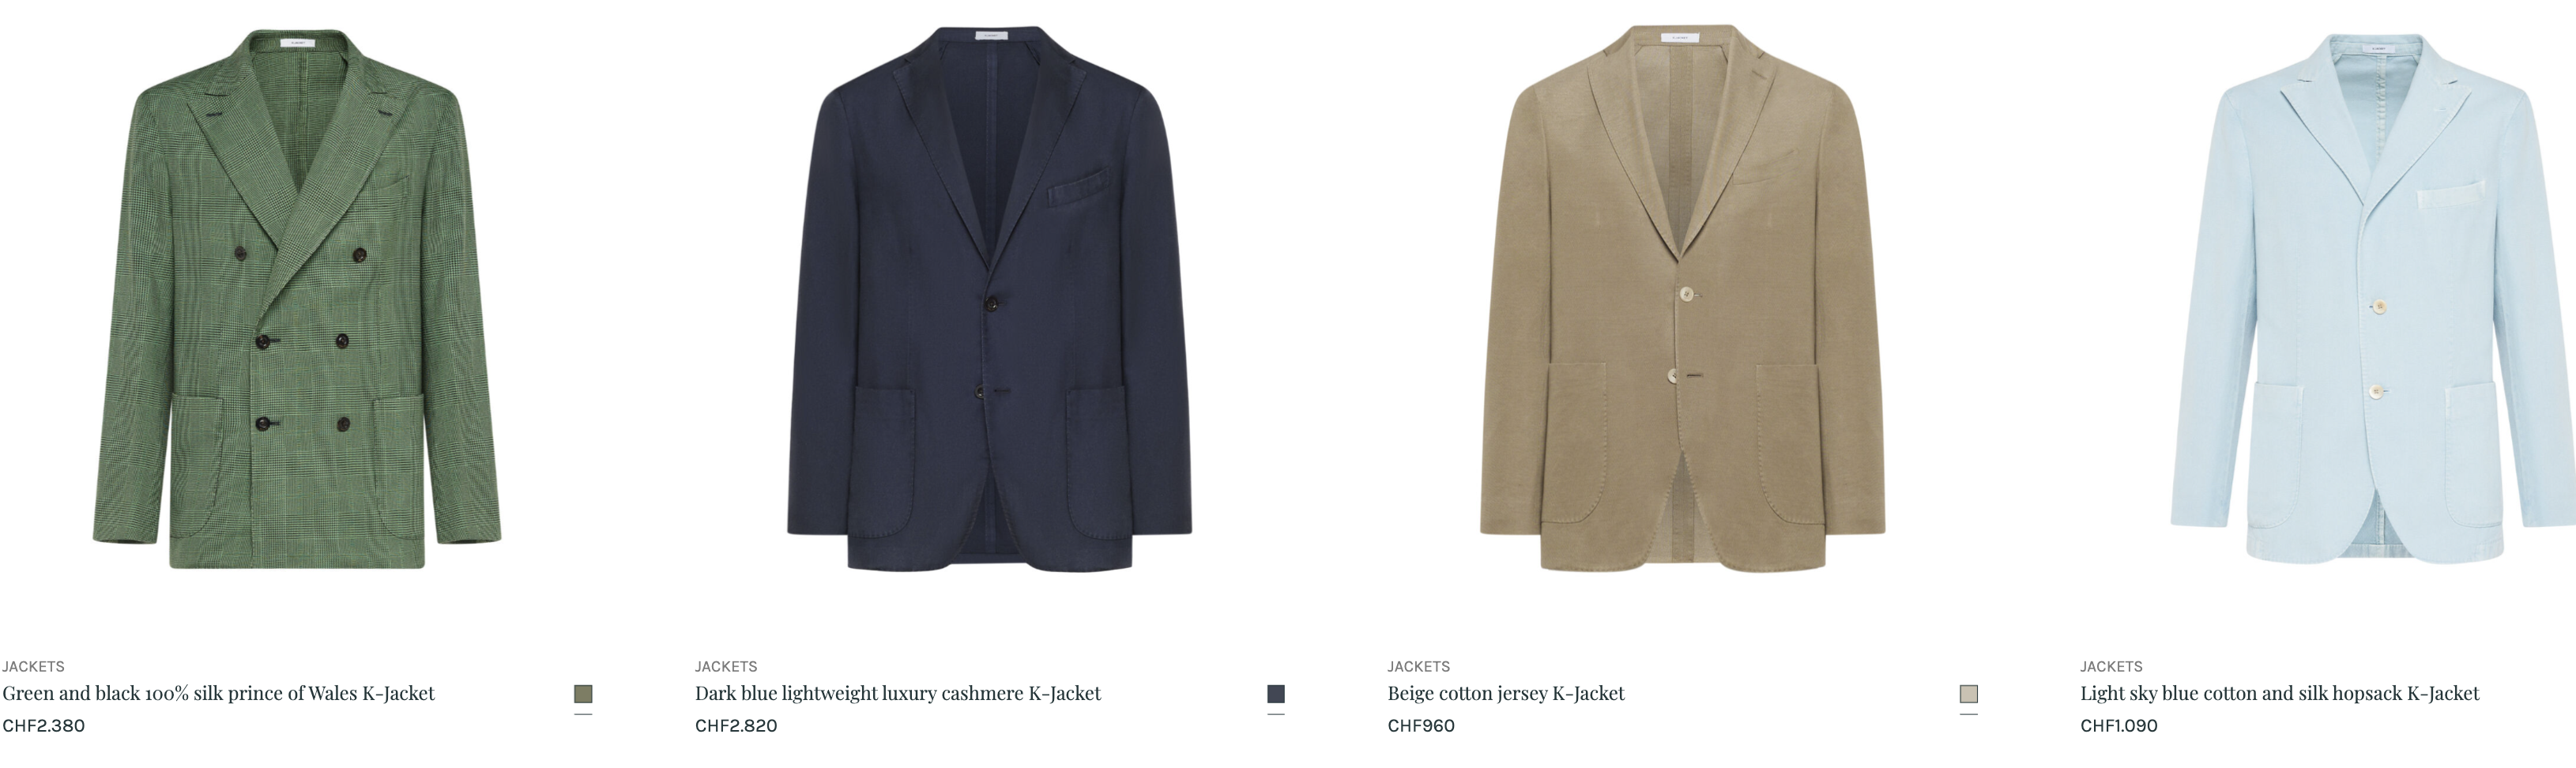 JACKETS
Green and black 100% silk prince of Wales K-Jacket
CHF2.380
JACKETS
Dark blue lightweight luxury cashmere K-Jacket
CHF2.820
JACKETS
Beige cotton jersey K-Jacket
CHF960
JACKETS
Light sky blue cotton and silk hopsack K-Jacket
CHF1.090